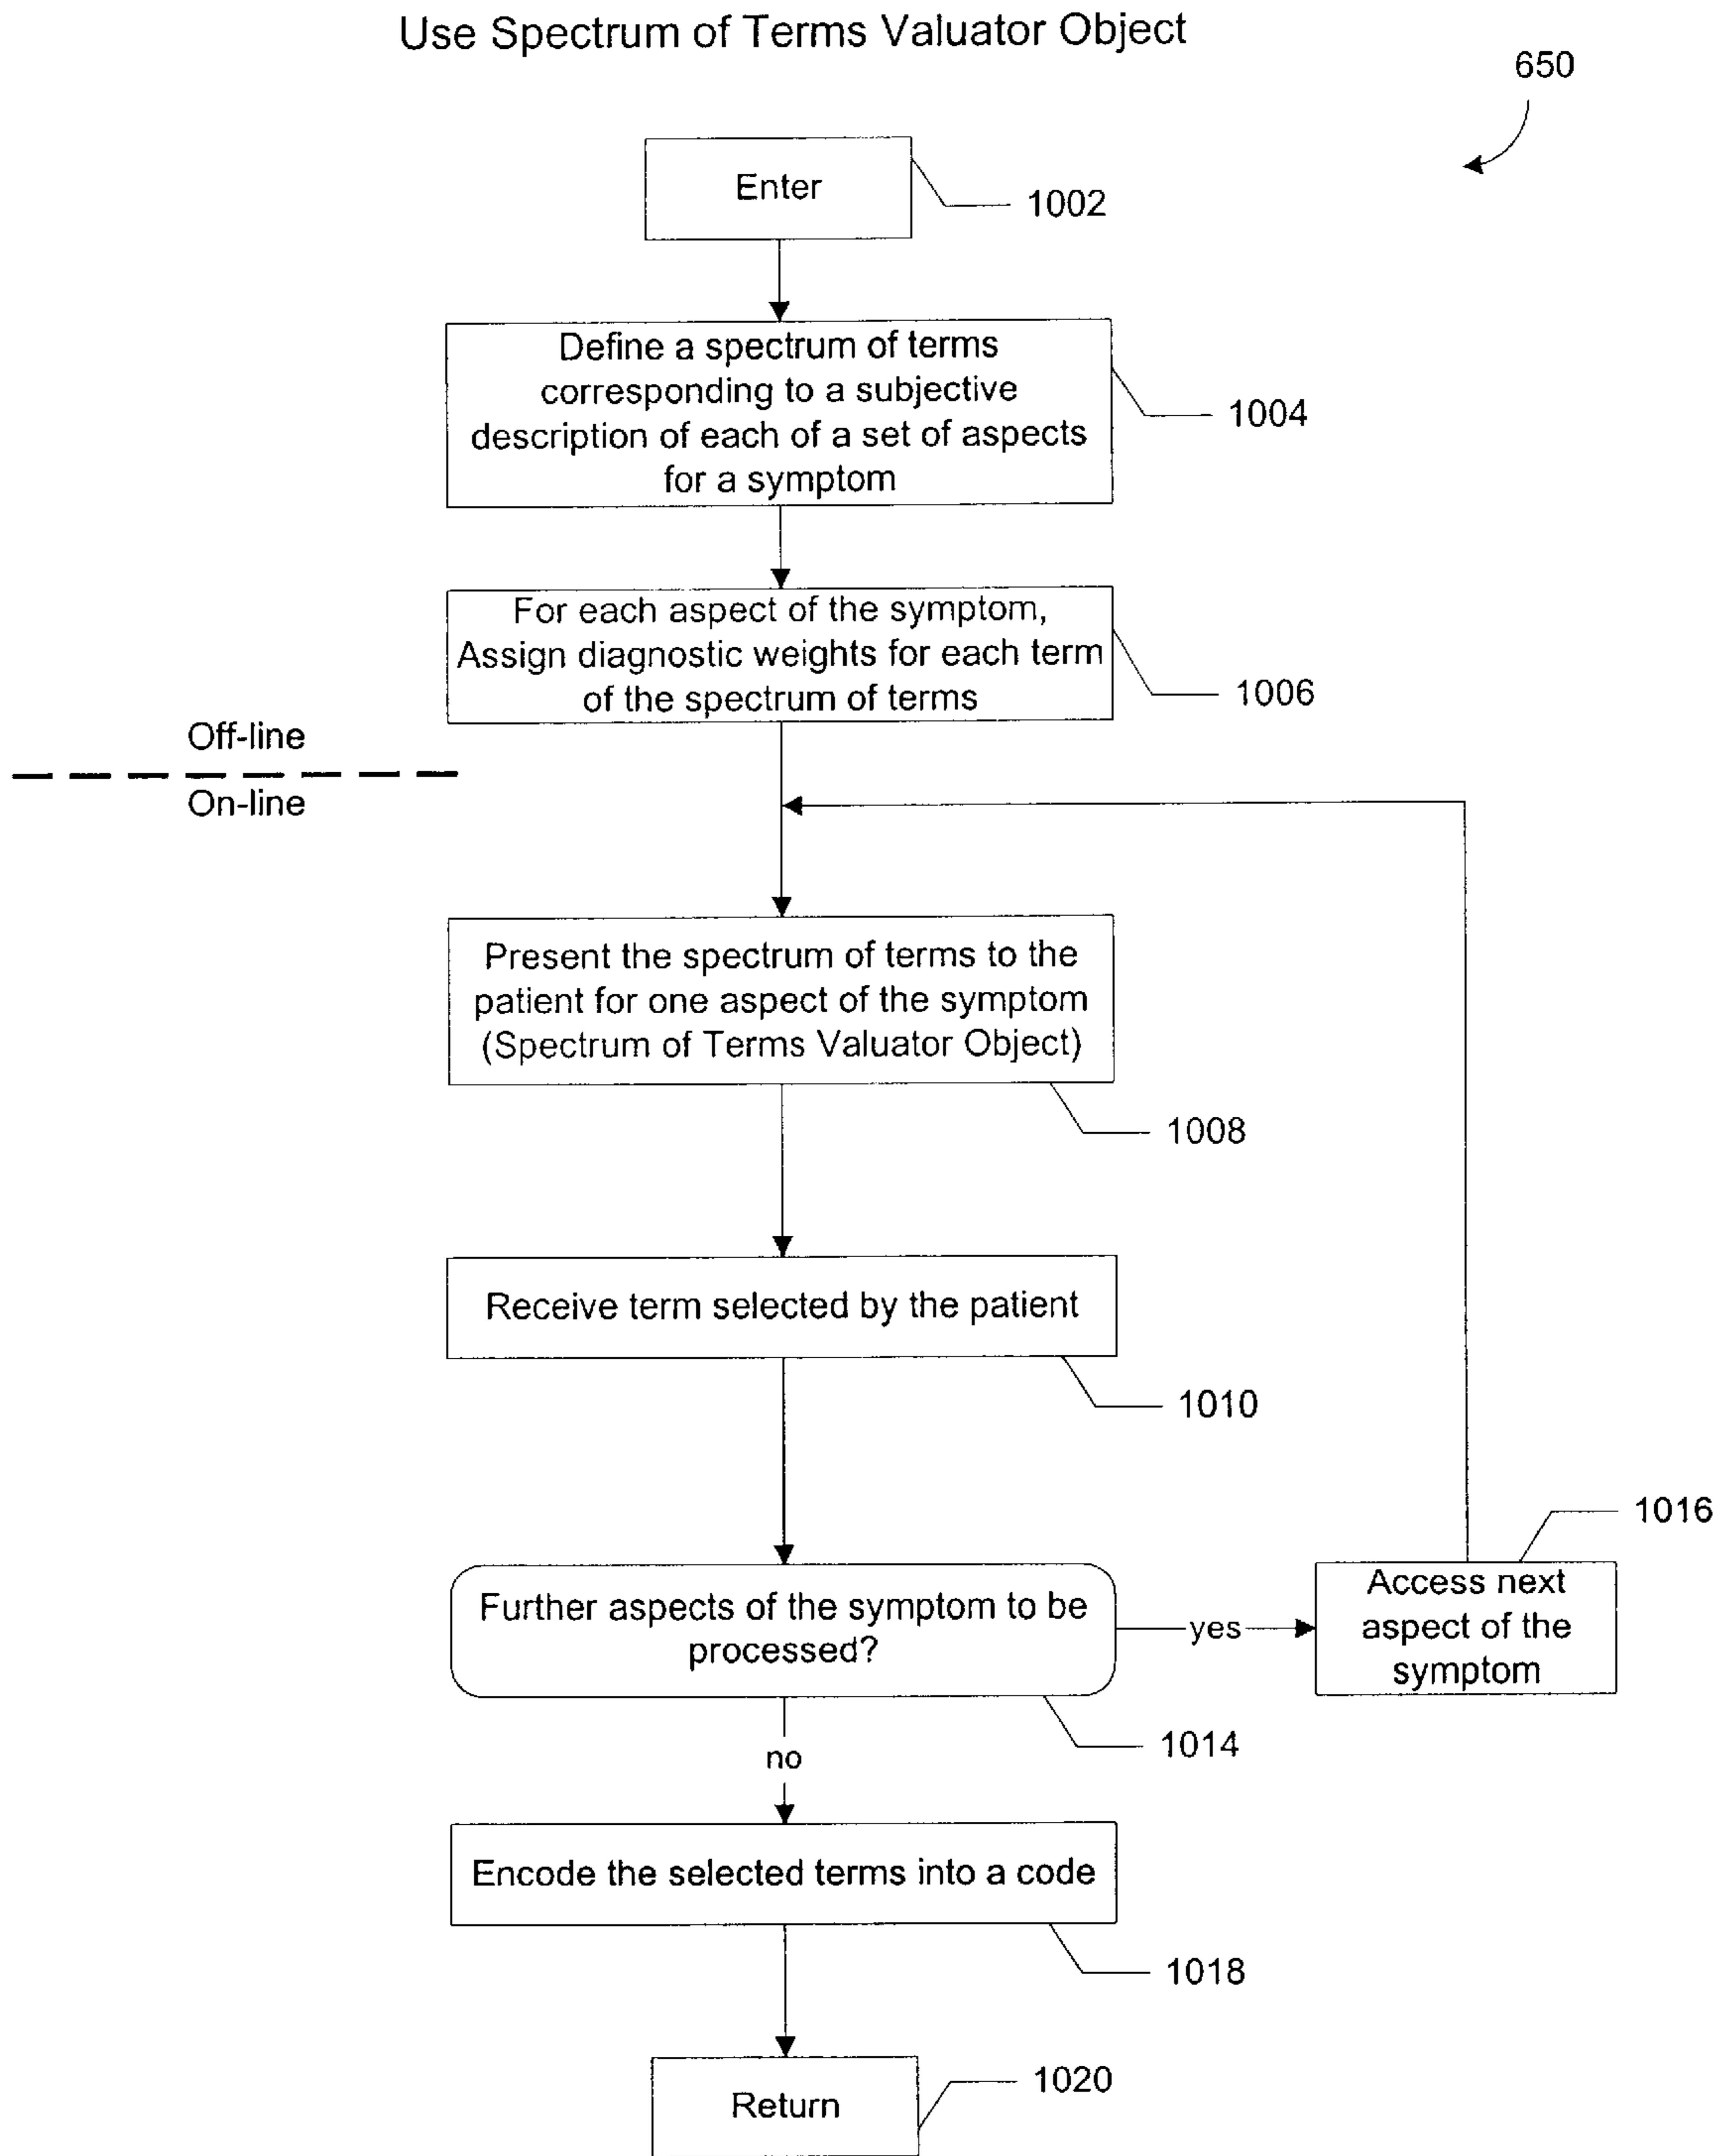 Use Spectrum of Terms Valuator Object
650
Enter
1002
Define a spectrum of terms
corresponding to a subjective
description of each of a set of aspects
for a symptom
1004
For each aspect of the symptom,
Assign diagnostic weights for each term
of the spectrum of terms
1006
Off-line
On-line
Present the spectrum of terms to the
patient for one aspect of the symptom
(Spectrum of Terms Valuator Object)
1008
Receive term selected by the patient
1010
Further aspects of the symptom to be
processed?
1014
yes
Access next
aspect of the
symptom
1016
no
Encode the selected terms into a code
1018
Return
1020